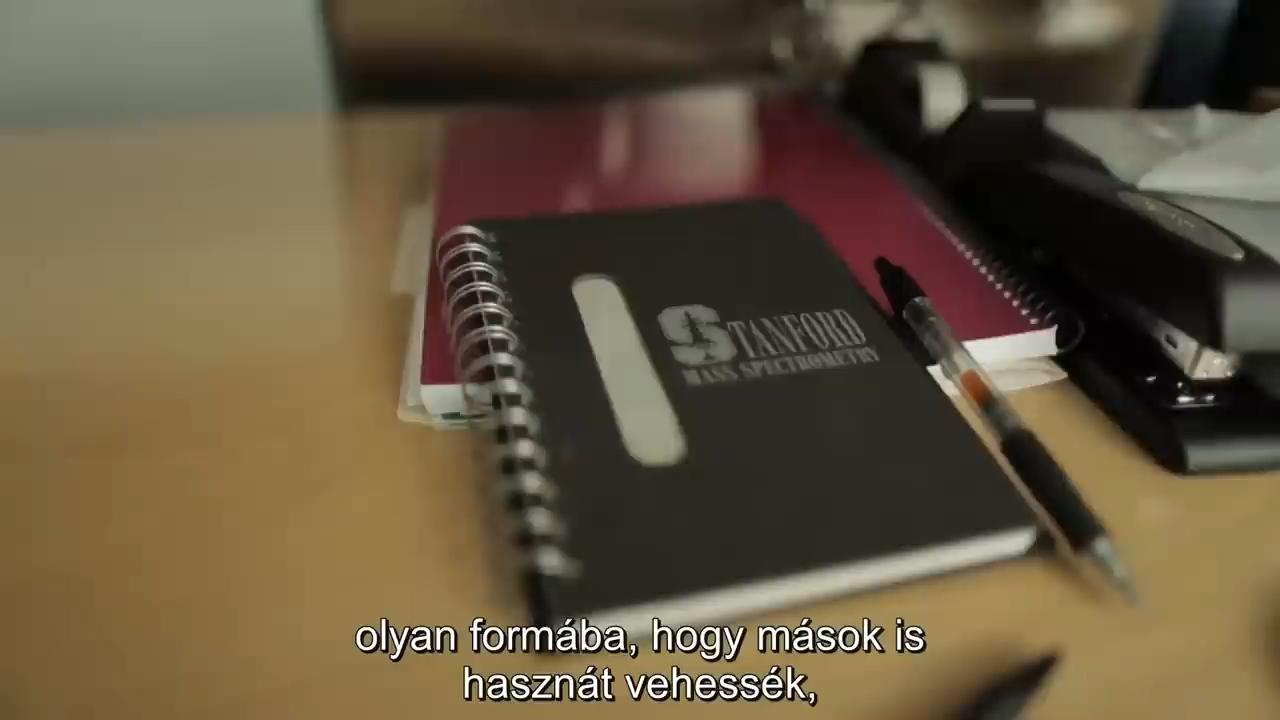 STANFORD
MASS SPECTROMETRY
olyan formába, hogy mások is
hasznát vehessék,